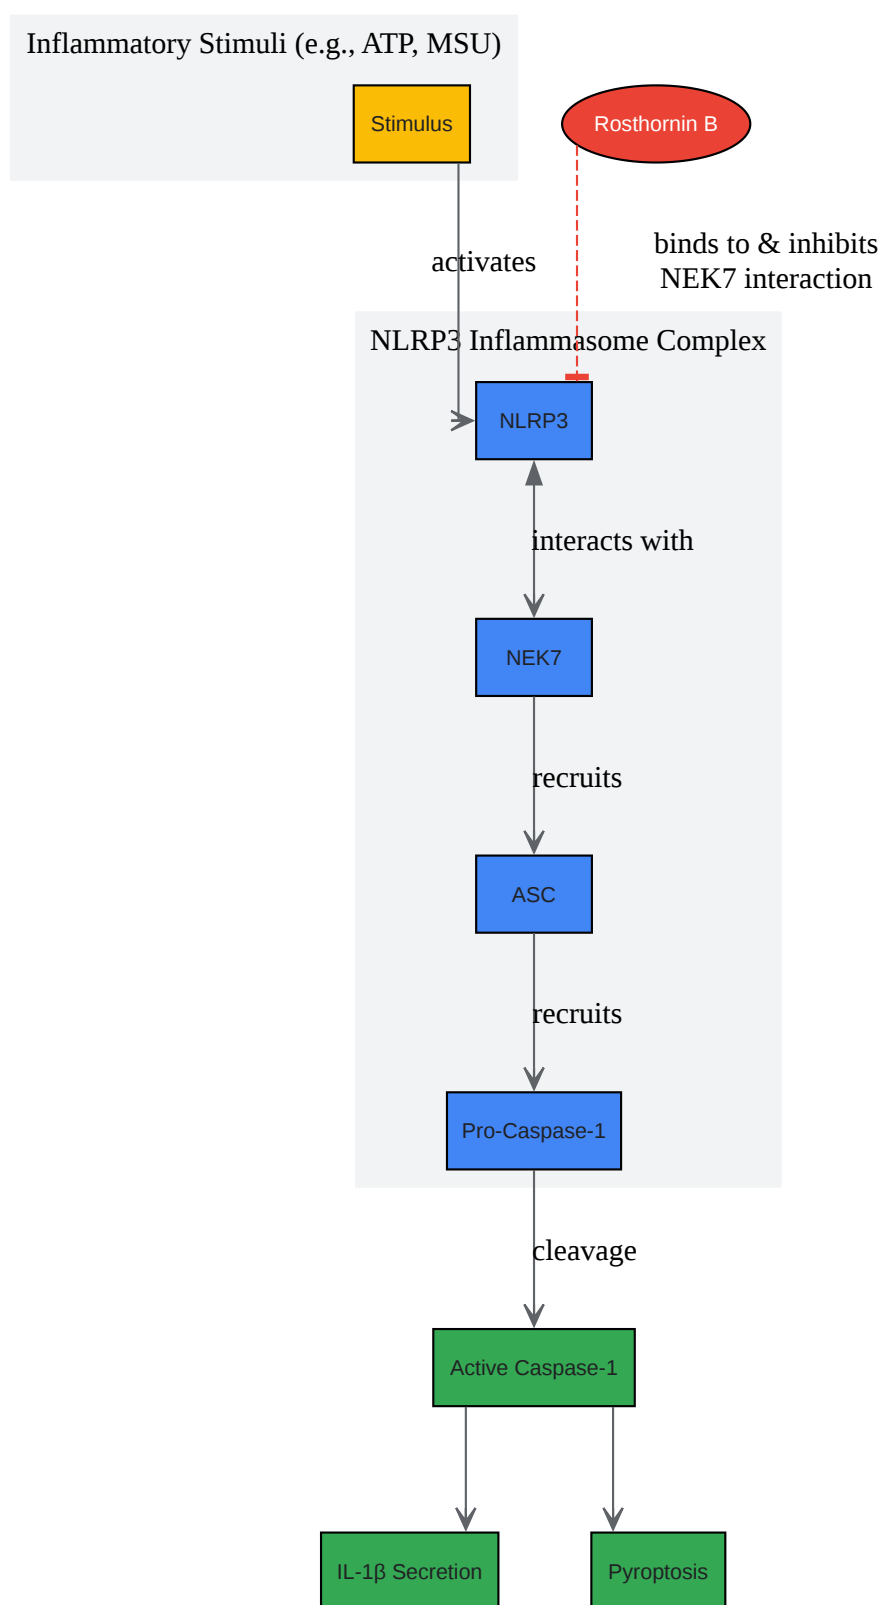 Inflammatory Stimuli (e.g., ATP, MSU)
Stimulus
Rosthornin B
activates
binds to & inhibits
NEK7 interaction
NLRP3 Inflammasome Complex
NLRP3
interacts with
NEK7
recruits
ASC
recruits
Pro-Caspase-1
cleavage
Active Caspase-1
IL-1β Secretion
Pyroptosis